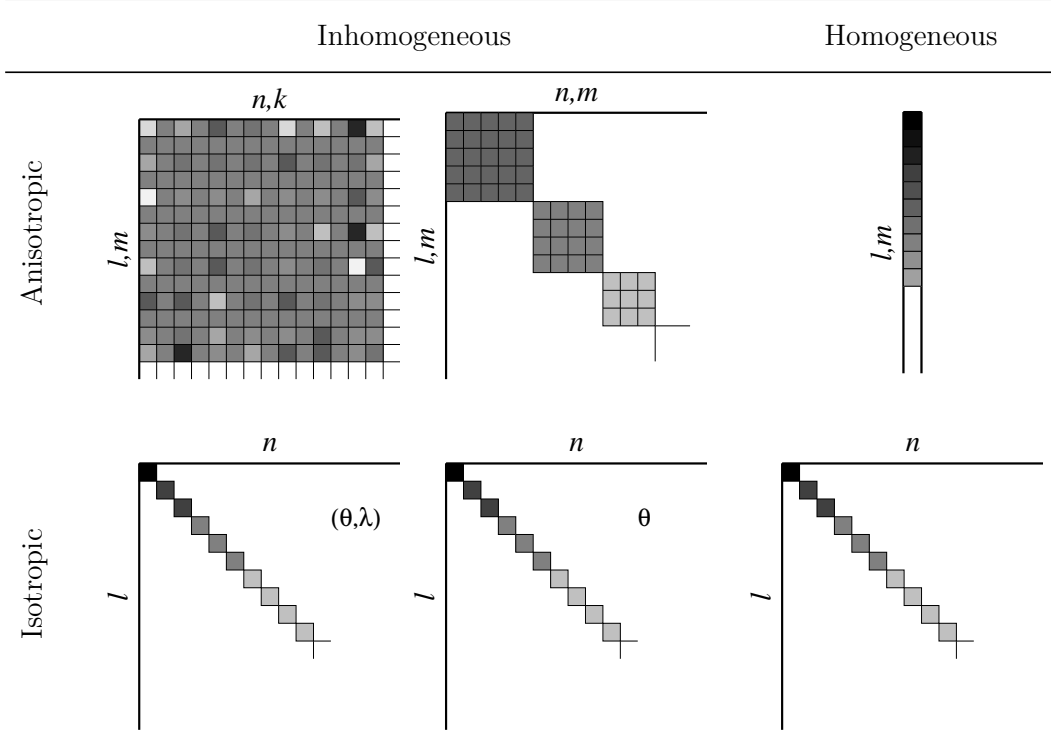 Inhomogeneous Homogeneous
Anisotropic
n,k n,m
l,m l,m l,m
Isotropic
n n n
(θ,λ) θ
l l l